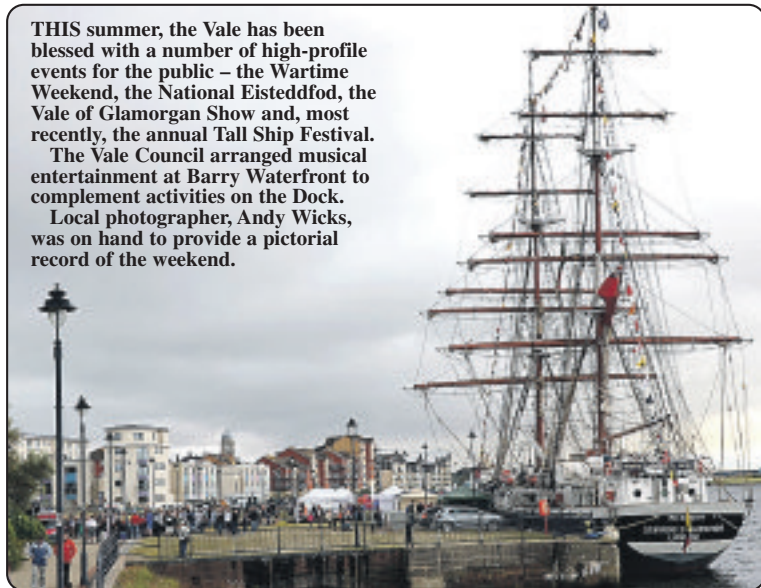 THIS summer, the Vale has been
blessed with a number of high-profile
events for the public – the Wartime
Weekend, the National Eisteddfod, the
Vale of Glamorgan Show and, most
recently, the annual Tall Ship Festival.
The Vale Council arranged musical
entertainment at Barry Waterfront to
complement activities on the Dock.
Local photographer, Andy Wicks,
was on hand to provide a pictorial
record of the weekend.